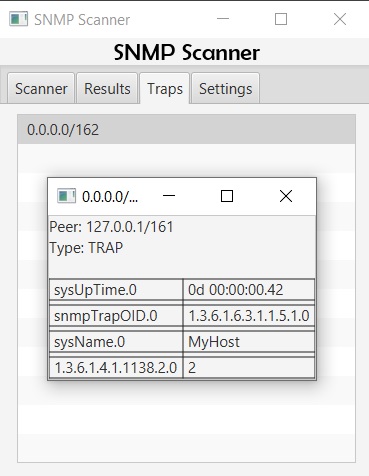 SNMP Scanner
SNMP Scanner
Scanner Results Traps Settings
0.0.0.0/162
0.0.0.0/...
Peer: 127.0.0.1/161
Type: TRAP
sysUpTime.0 0d 00:00:00.42
snmpTrapOID.0 1.3.6.1.6.3.1.1.5.1.0
sysName.0 MyHost
1.3.6.1.4.1.1138.2.0 2